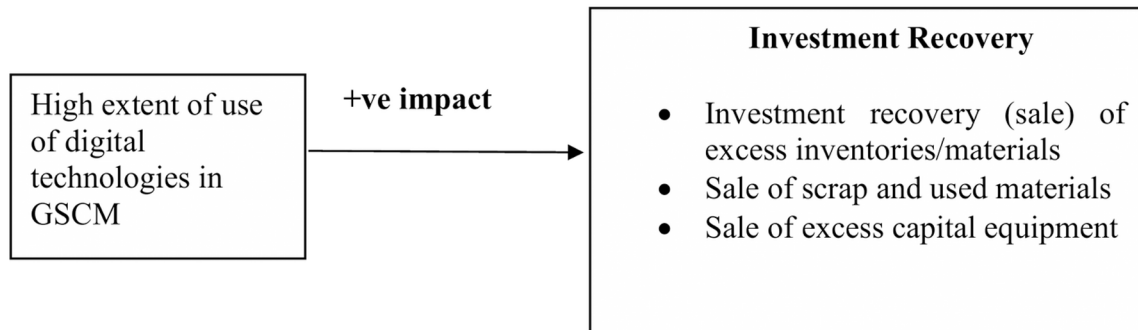 High extent of use
of digital
technologies in
GSCM
+ve impact
Investment Recovery
• Investment recovery (sale) of
excess inventories/materials
• Sale of scrap and used materials
• Sale of excess capital equipment